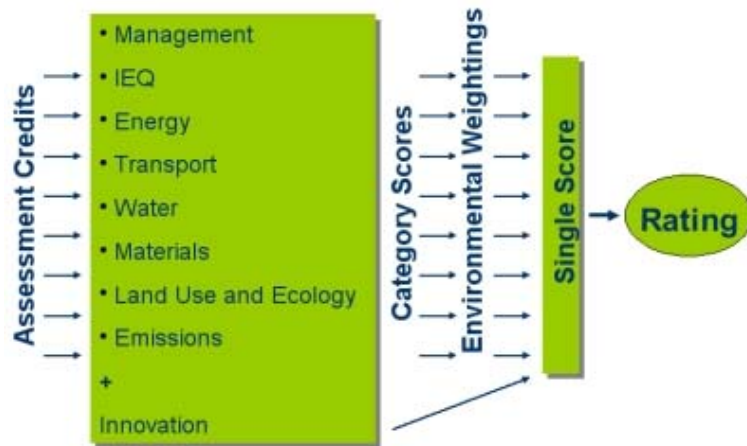 Assessment Credits
• Management
• IEQ
• Energy
• Transport
• Water
• Materials
• Land Use and Ecology
• Emissions
+
Innovation
Category Scores
Environmental Weightings
Single Score
Rating